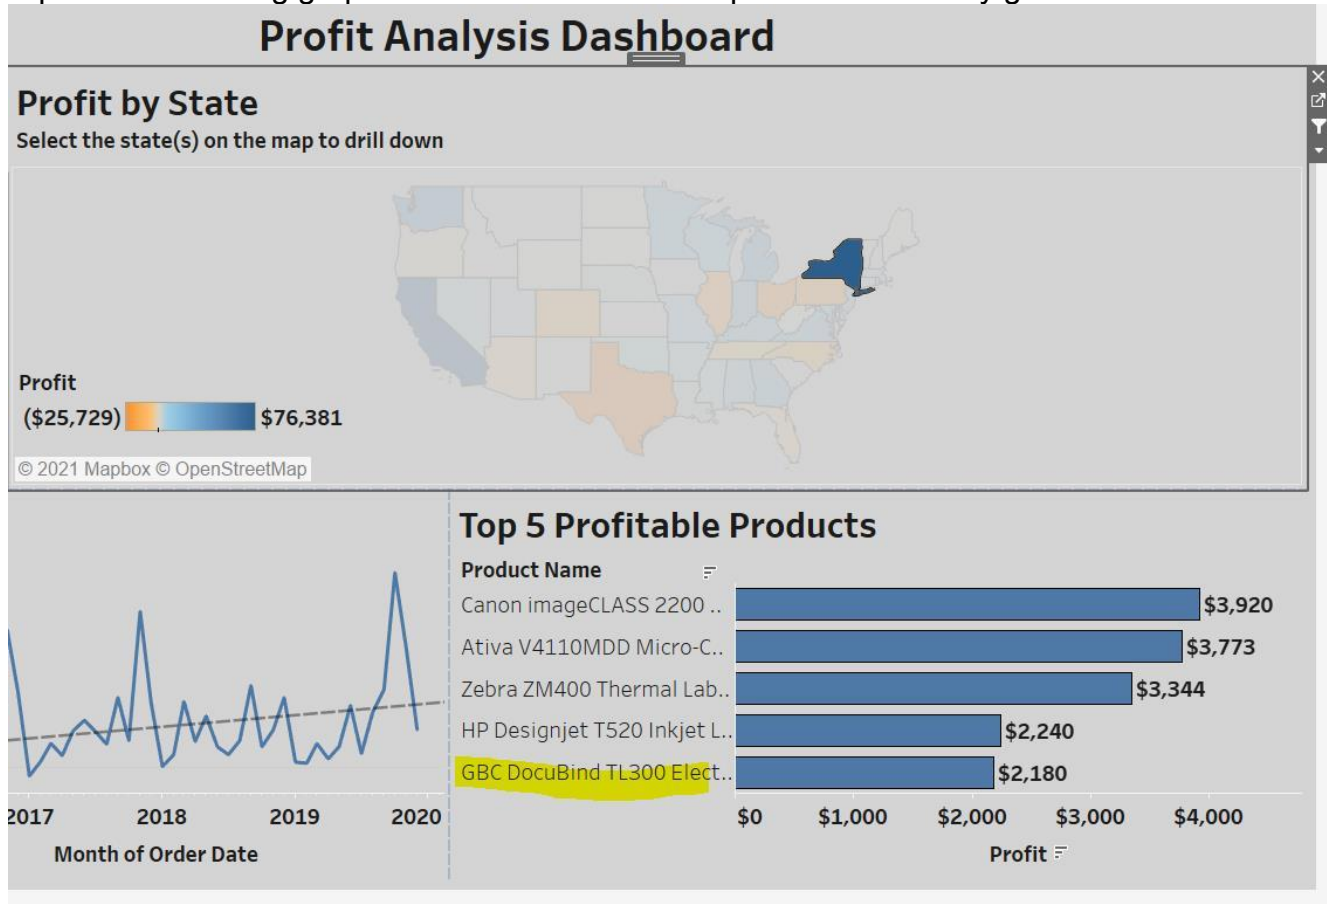 Profit Analysis Dashboard
Profit by State
Select the state(s) on the map to drill down
Profit
($25,729) $76,381
© 2021 Mapbox © OpenStreetMap
2017 2018 2019 2020
Month of Order Date
Top 5 Profitable Products
Product Name
Canon imageCLASS 2200 .. $3,920
Ativa V4110MDD Micro-C.. $3,773
Zebra ZM400 Thermal Lab.. $3,344
HP Designjet T520 Inkjet L.. $2,240
GBC DocuBind TL300 Elect.. $2,180
$0 $1,000 $2,000 $3,000 $4,000
Profit